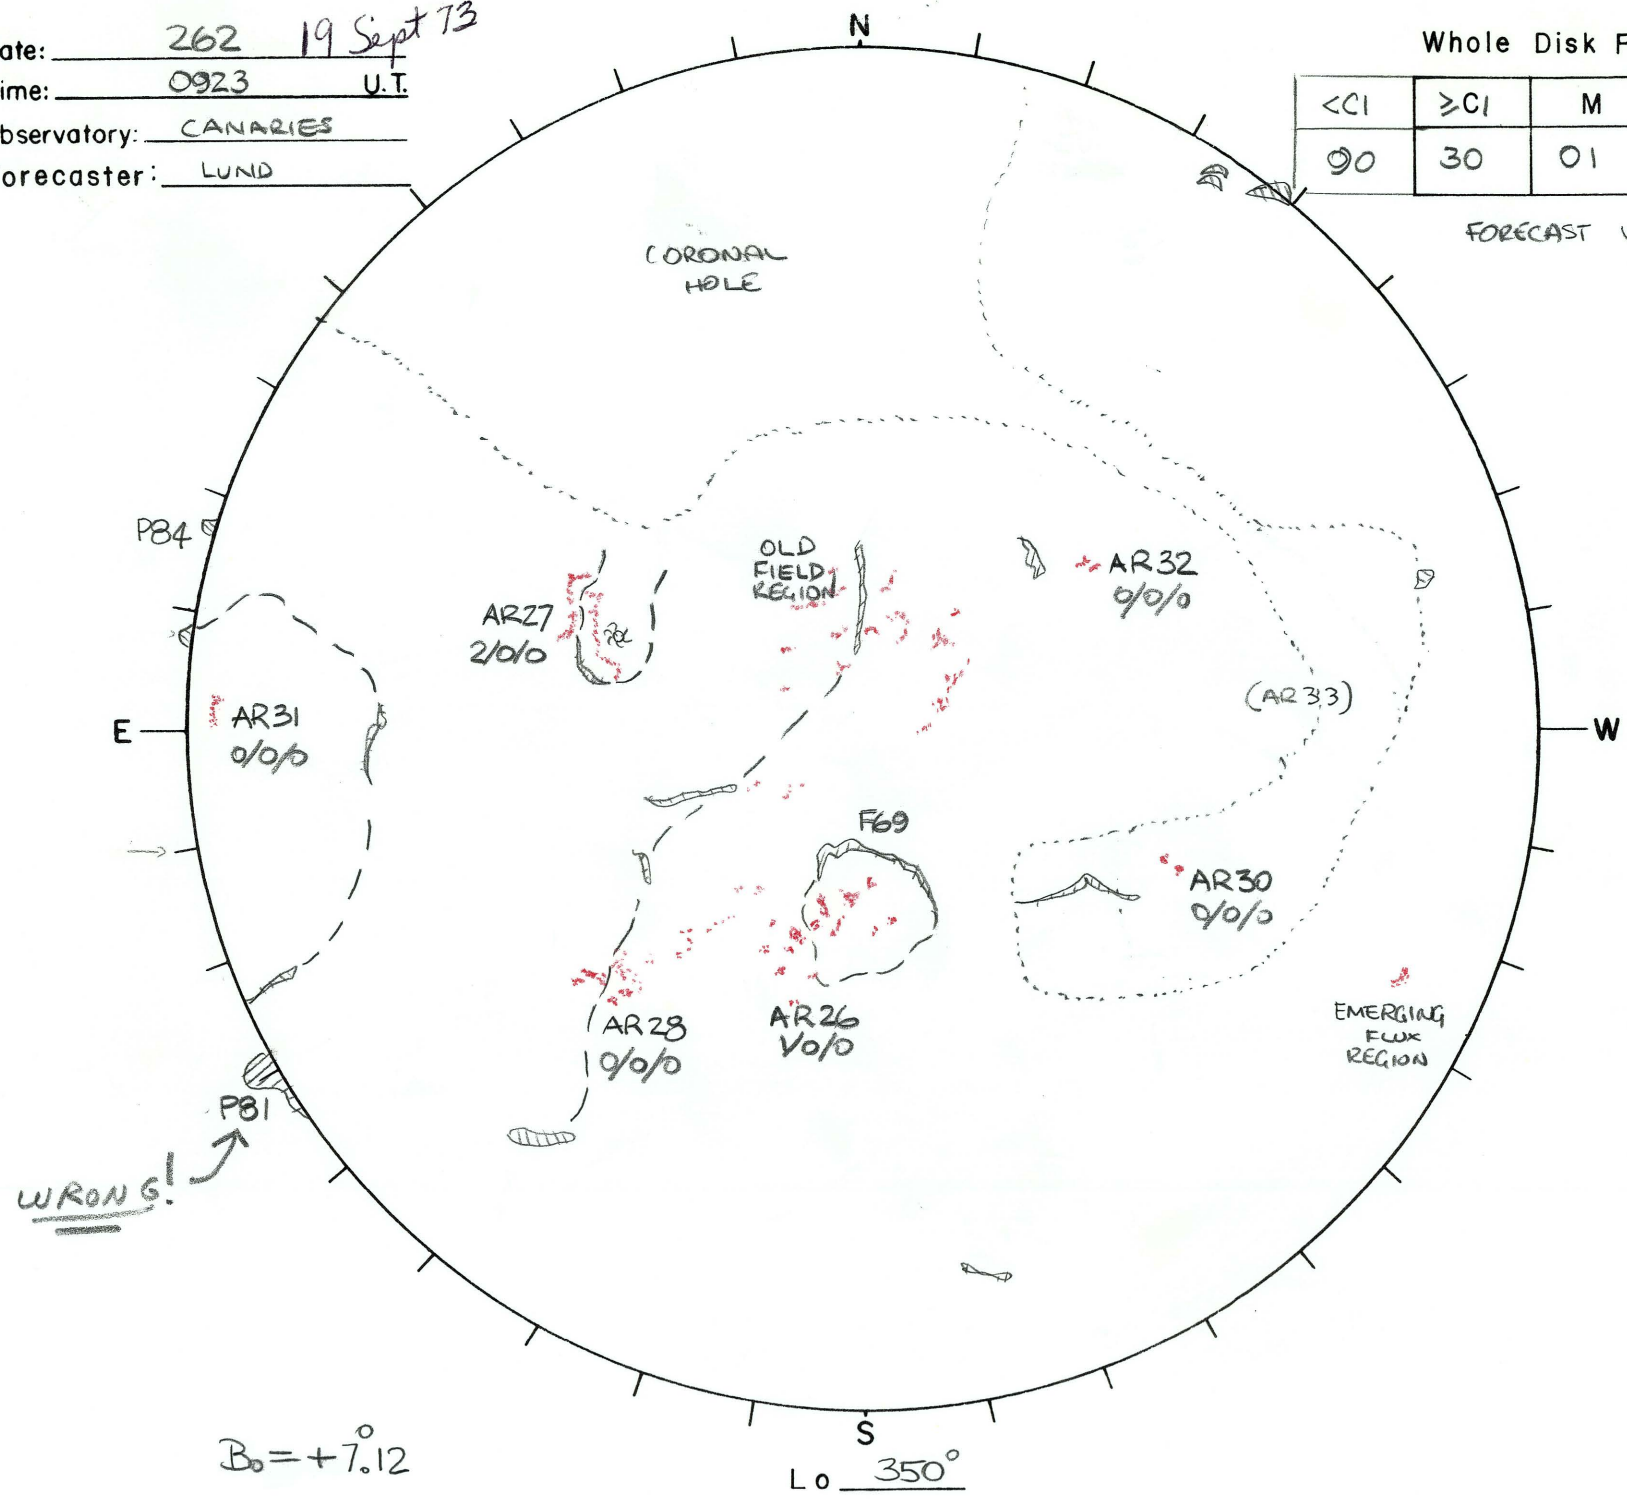 ate: 262 19 Sept 73
ime: 0923 U.T.
bservatory: CANARIES
orecaster: LUND
N
Whole Disk F
<C1 ≥C1 M
90 30 01
FORECAST
CORONAL
HOLE
P84
OLD
FIELD
REGION
AR32
0/0/0
AR27
2/0/0
(AR33)
AR31
0/0/0
E
W
F69
AR30
0/0/0
AR28
0/0/0
AR26
1/0/0
EMERGING
FLUX
REGION
P81
WRONG!
S
B₀ = +7.°12
Lo 350°